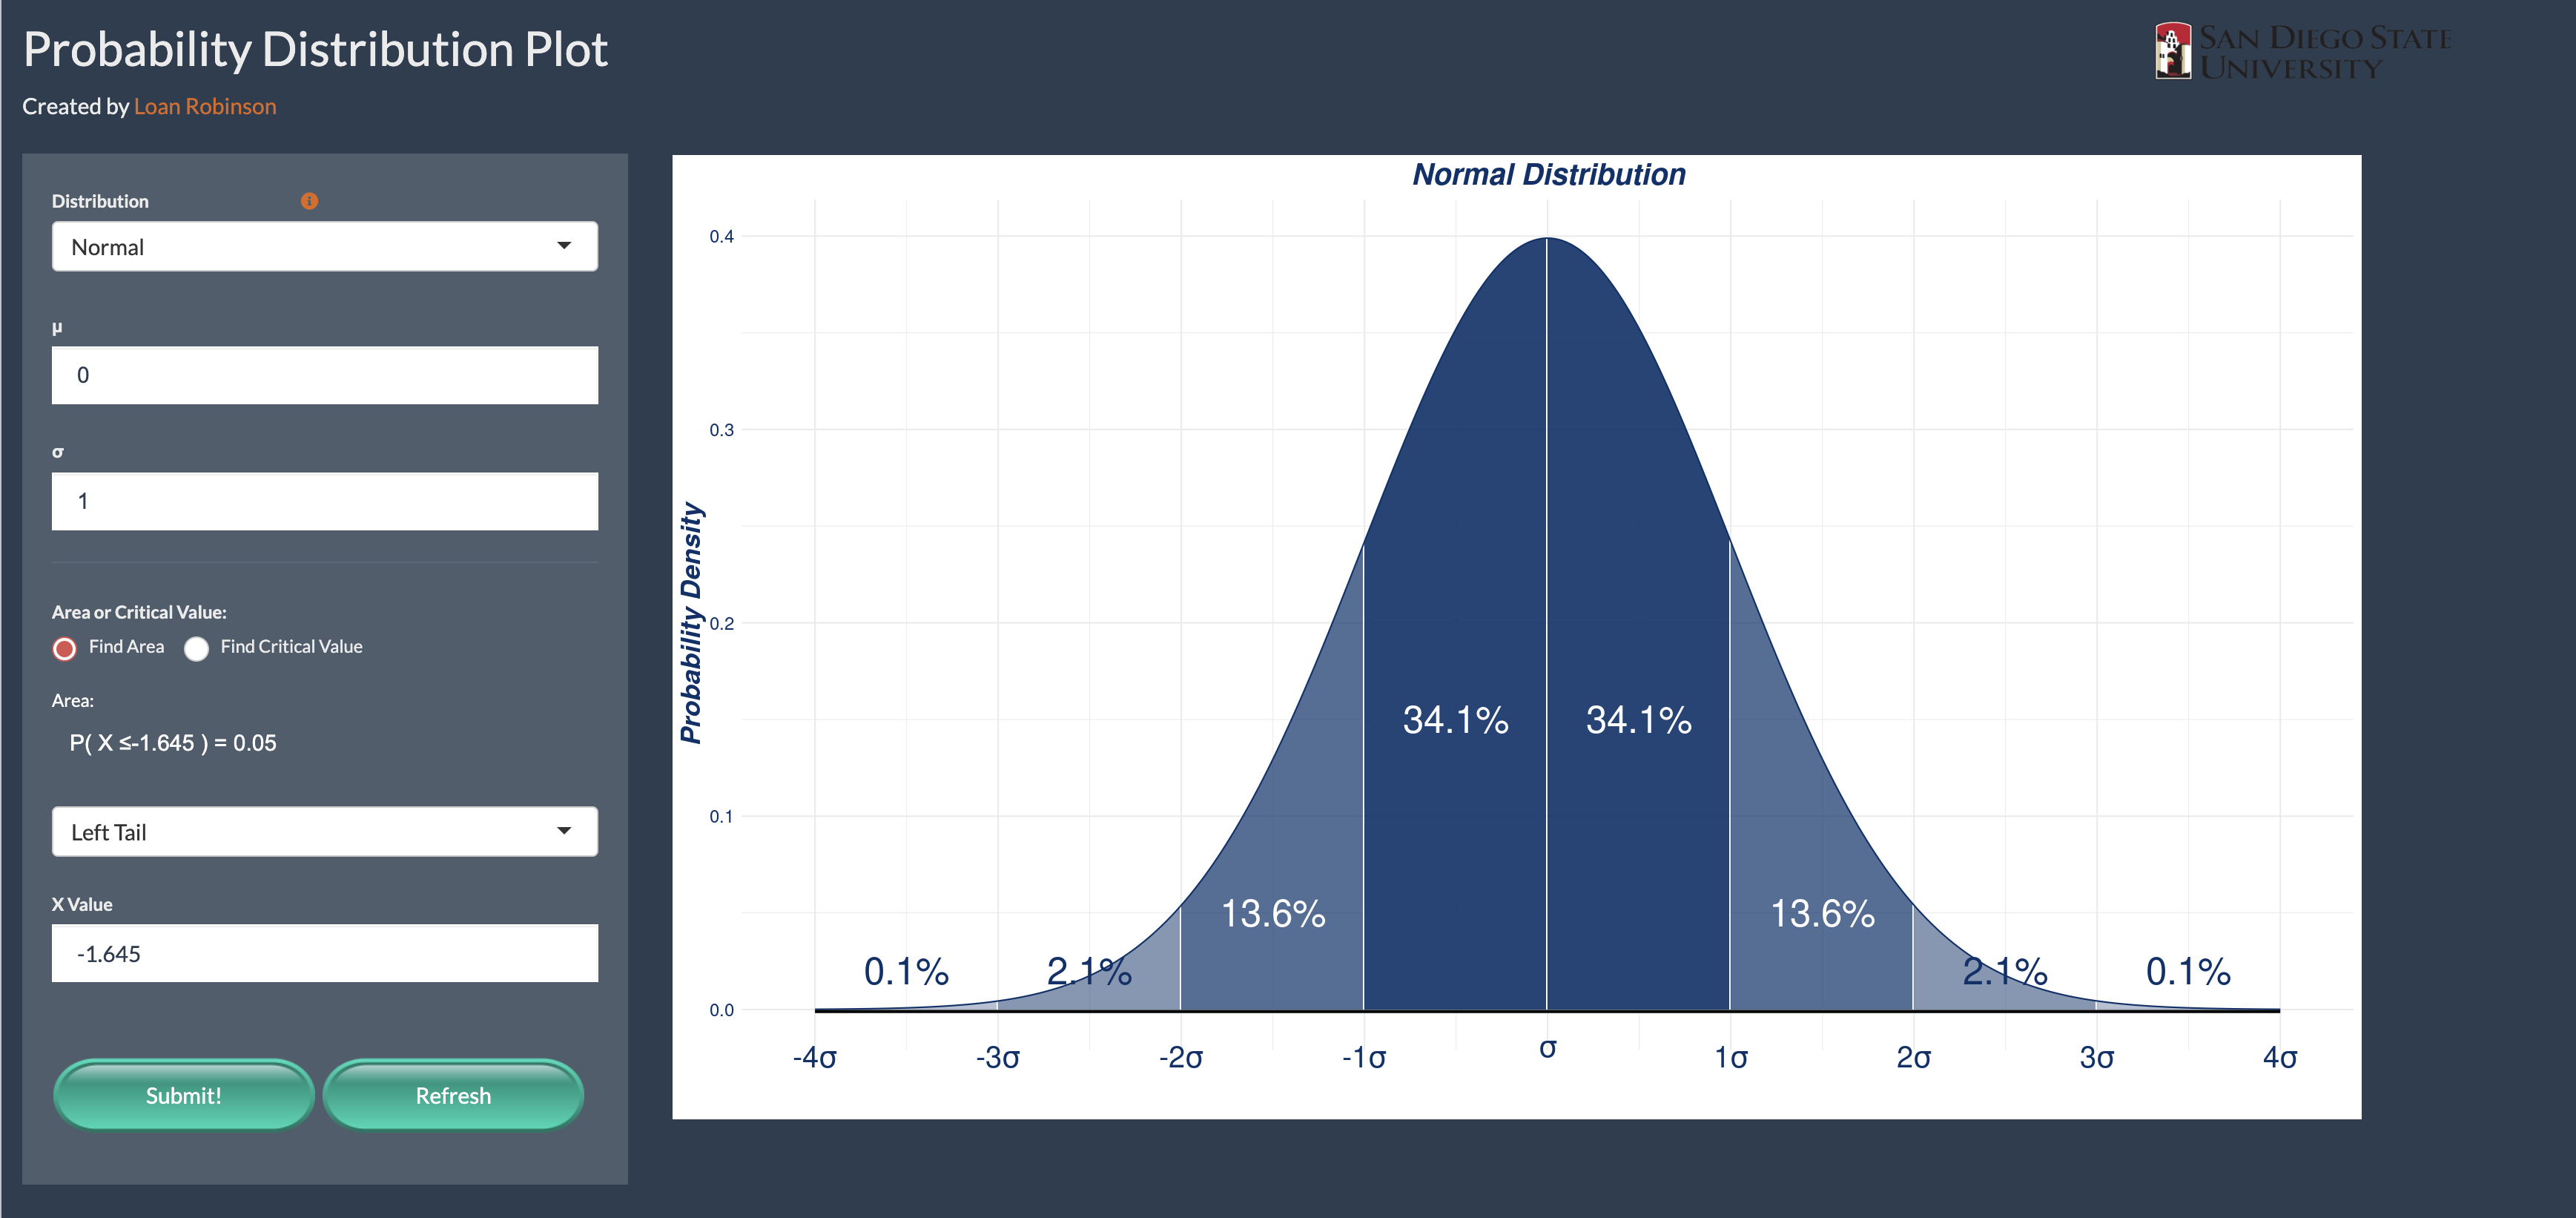 Probability Distribution Plot
Created by Loan Robinson
SAN DIEGO STATE
UNIVERSITY
Distribution
Normal
μ
0
σ
1
Area or Critical Value:
Find Area
Find Critical Value
Area:
P( X ≤-1.645 ) = 0.05
Left Tail
X Value
-1.645
Submit!
Refresh
Normal Distribution
Probability Density
0.4
0.3
0.2
0.1
0.0
34.1%
34.1%
13.6%
13.6%
0.1%
2.1%
2.1%
0.1%
-4σ
-3σ
-2σ
-1σ
σ
1σ
2σ
3σ
4σ